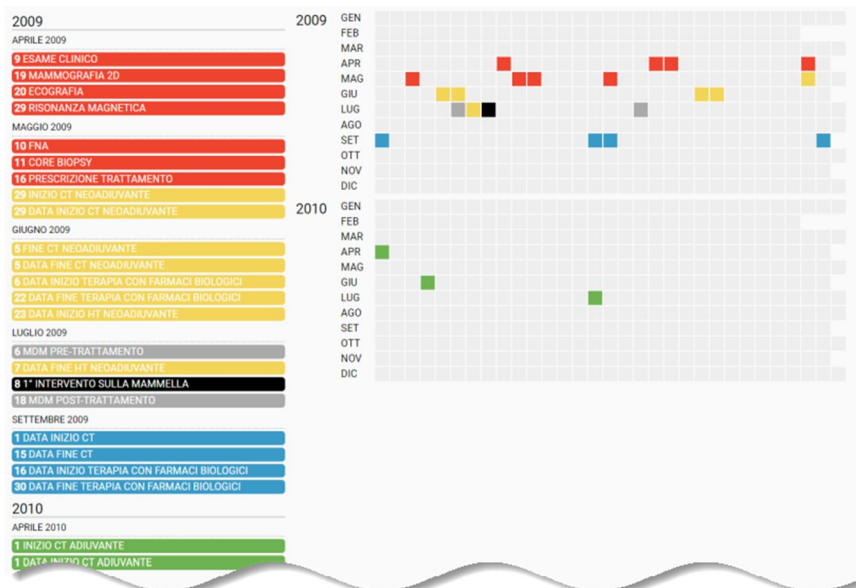 2009
APRILE 2009
9 ESAME CLINICO
19 MAMMOGRAFIA 2D
20 ECOGRAFIA
29 RISONANZA MAGNETICA
MAGGIO 2009
10 FNA
11 CORE BIOPSY
16 PRESCRIZIONE TRATTAMENTO
29 INIZIO CT NEOADIUVANTE
29 DATA INIZIO CT NEOADIUVANTE
GIUGNO 2009
5 FINE CT NEOADIUVANTE
5 DATA FINE CT NEOADIUVANTE
6 DATA INIZIO TERAPIA CON FARMACI BIOLOGICI
22 DATA FINE TERAPIA CON FARMACI BIOLOGICI
23 DATA INIZIO HT NEOADIUVANTE
LUGLIO 2009
6 MDM PRE-TRATTAMENTO
7 DATA FINE HT NEOADIUVANTE
8 1° INTERVENTO SULLA MAMMELLA
18 MDM POST-TRATTAMENTO
SETTEMBRE 2009
1 DATA INIZIO CT
15 DATA FINE CT
16 DATA INIZIO TERAPIA CON FARMACI BIOLOGICI
30 DATA FINE TERAPIA CON FARMACI BIOLOGICI
2010
APRILE 2010
1 INIZIO CT ADIUVANTE
1 DATA INIZIO CT ADIUVANTE
2009
GEN
FEB
MAR
APR
MAG
GIU
LUG
AGO
SET
OTT
NOV
DIC
2010
GEN
FEB
MAR
APR
MAG
GIU
LUG
AGO
SET
OTT
NOV
DIC